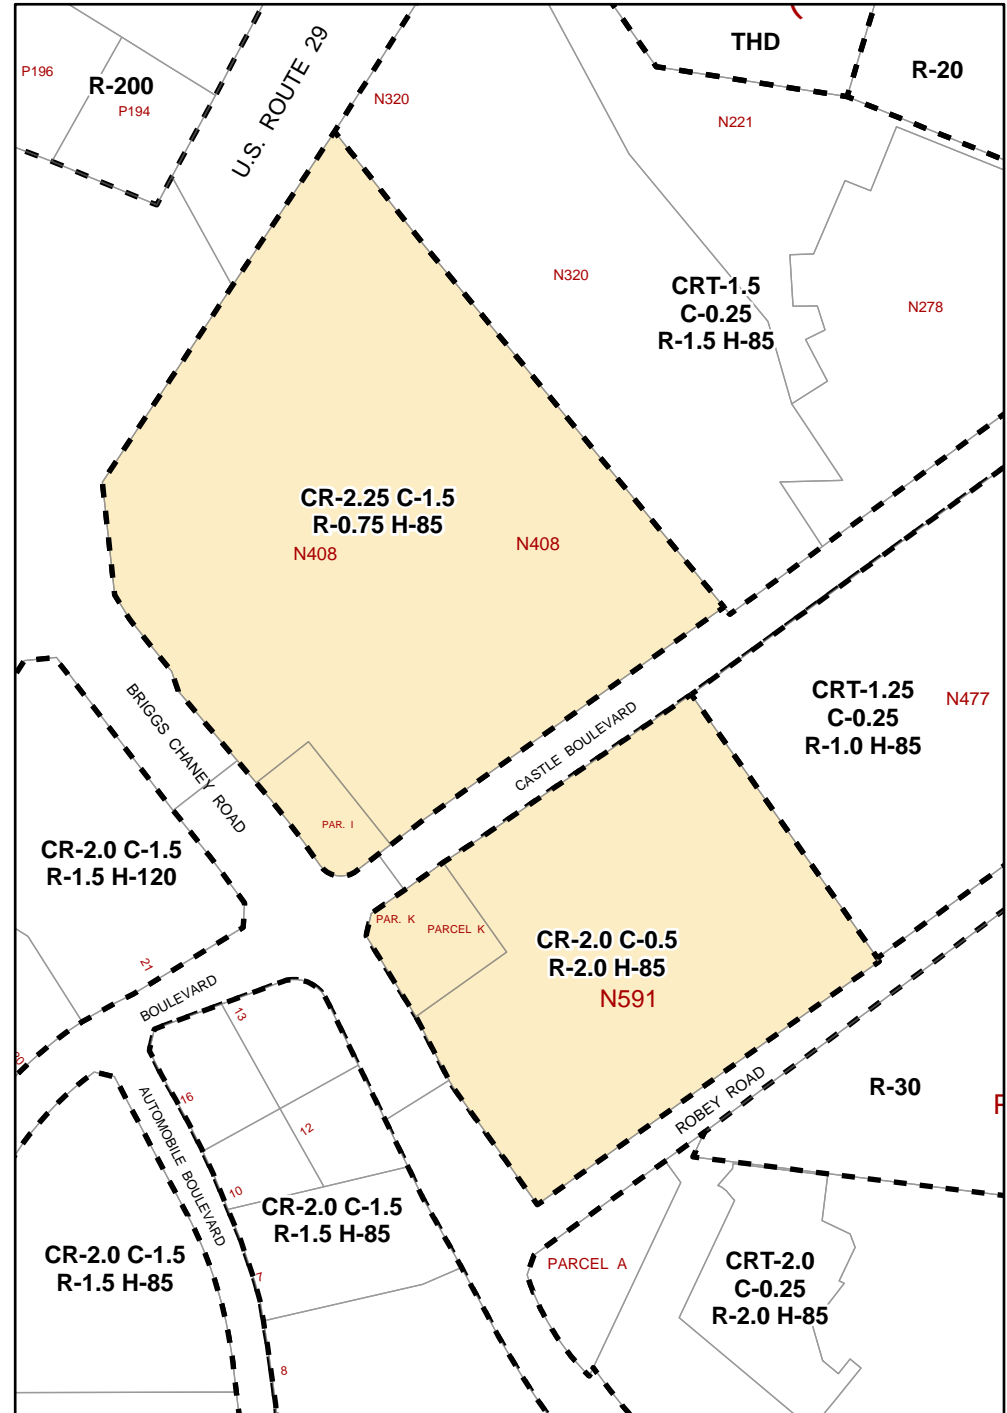 THD
R-20
P196
R-200
P194
U.S. ROUTE 29
N320
N221
N320
CRT-1.5
C-0.25
R-1.5 H-85
N278
CR-2.25 C-1.5
R-0.75 H-85
N408
N408
BRIGGS CHANEY ROAD
CASTLE BOULEVARD
CRT-1.25
C-0.25
R-1.0 H-85
N477
PAR. I
CR-2.0 C-1.5
R-1.5 H-120
PAR. K
PARCEL K
CR-2.0 C-0.5
R-2.0 H-85
N591
21
BOULEVARD
13
16
12
10
7
8
AUTOMOBILE BOULEVARD
ROBEY ROAD
R-30
CR-2.0 C-1.5
R-1.5 H-85
CR-2.0 C-1.5
R-1.5 H-85
PARCEL A
CRT-2.0
C-0.25
R-2.0 H-85